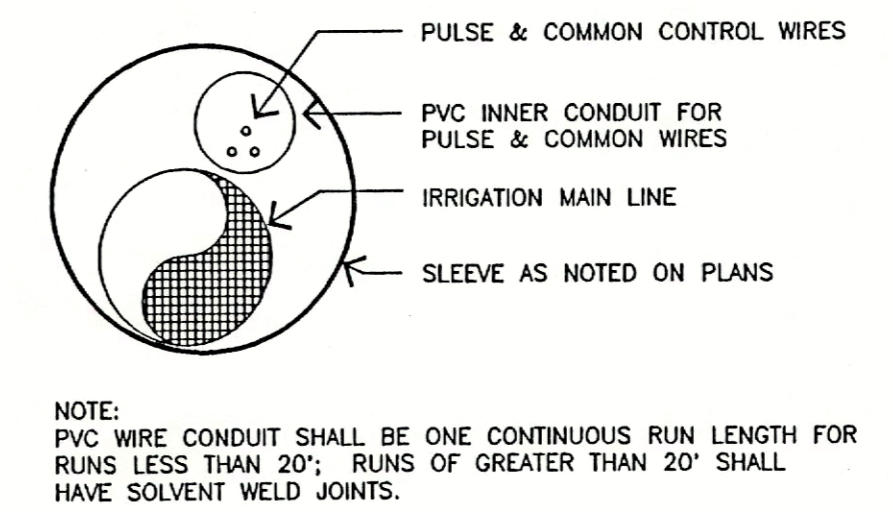 PULSE & COMMON CONTROL WIRES
PVC INNER CONDUIT FOR
PULSE & COMMON WIRES
IRRIGATION MAIN LINE
SLEEVE AS NOTED ON PLANS
NOTE:
PVC WIRE CONDUIT SHALL BE ONE CONTINUOUS RUN LENGTH FOR
RUNS LESS THAN 20'; RUNS OF GREATER THAN 20' SHALL
HAVE SOLVENT WELD JOINTS.